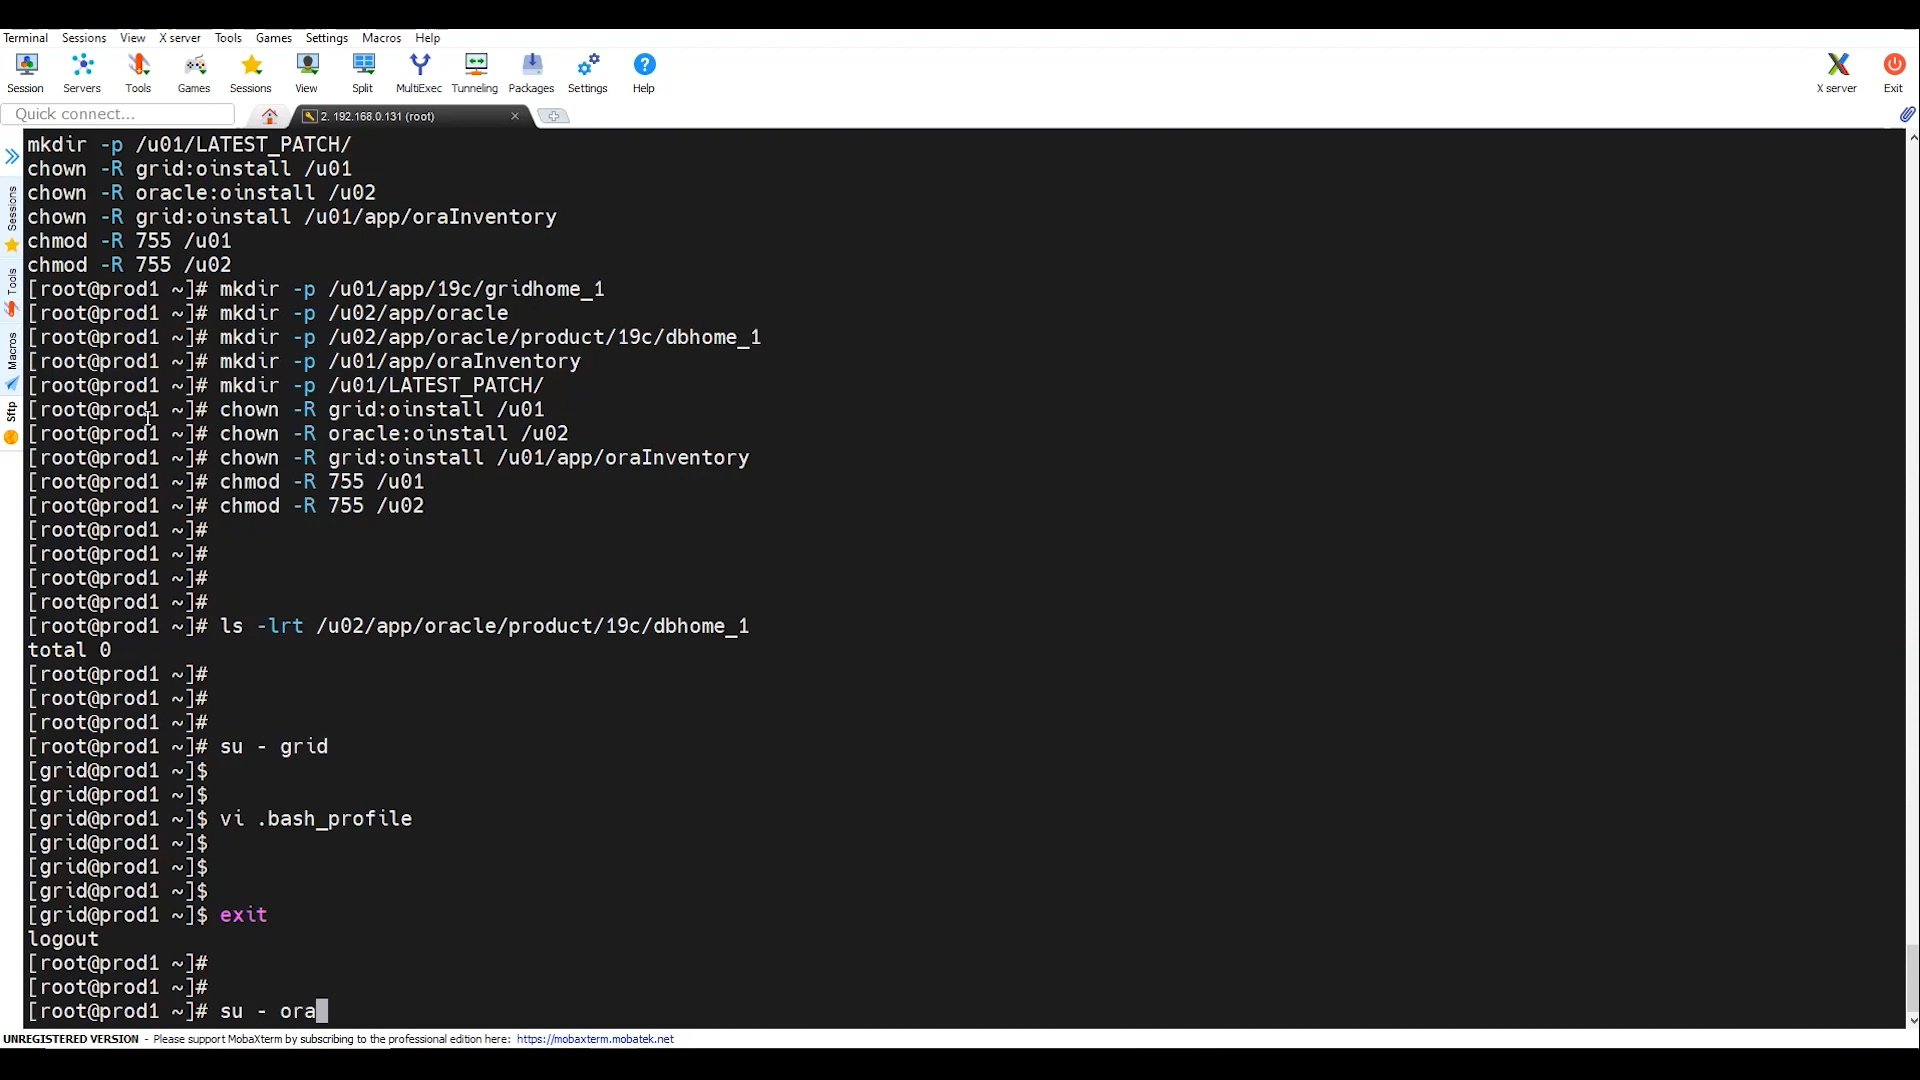 Terminal Sessions View X server Tools Games Settings Macros Help
Session Servers Tools Games Sessions View Split MultiExec Tunneling Packages Settings Help X server Exit
Quick connect... 2. 192.168.0.131 (root)
Sessions
Tools
Macros
Sftp
mkdir -p /u01/LATEST_PATCH/
chown -R grid:oinstall /u01
chown -R oracle:oinstall /u02
chown -R grid:oinstall /u01/app/oraInventory
chmod -R 755 /u01
chmod -R 755 /u02
[root@prod1 ~]# mkdir -p /u01/app/19c/gridhome_1
[root@prod1 ~]# mkdir -p /u02/app/oracle
[root@prod1 ~]# mkdir -p /u02/app/oracle/product/19c/dbhome_1
[root@prod1 ~]# mkdir -p /u01/app/oraInventory
[root@prod1 ~]# mkdir -p /u01/LATEST_PATCH/
[root@prod1 ~]# chown -R grid:oinstall /u01
[root@prod1 ~]# chown -R oracle:oinstall /u02
[root@prod1 ~]# chown -R grid:oinstall /u01/app/oraInventory
[root@prod1 ~]# chmod -R 755 /u01
[root@prod1 ~]# chmod -R 755 /u02
[root@prod1 ~]#
[root@prod1 ~]#
[root@prod1 ~]#
[root@prod1 ~]#
[root@prod1 ~]# ls -lrt /u02/app/oracle/product/19c/dbhome_1
total 0
[root@prod1 ~]#
[root@prod1 ~]#
[root@prod1 ~]#
[root@prod1 ~]# su - grid
[grid@prod1 ~]$
[grid@prod1 ~]$
[grid@prod1 ~]$ vi .bash_profile
[grid@prod1 ~]$
[grid@prod1 ~]$
[grid@prod1 ~]$
[grid@prod1 ~]$ exit
logout
[root@prod1 ~]#
[root@prod1 ~]#
[root@prod1 ~]# su - ora
UNREGISTERED VERSION - Please support MobaXterm by subscribing to the professional edition here: https://mobaxterm.mobatek.net